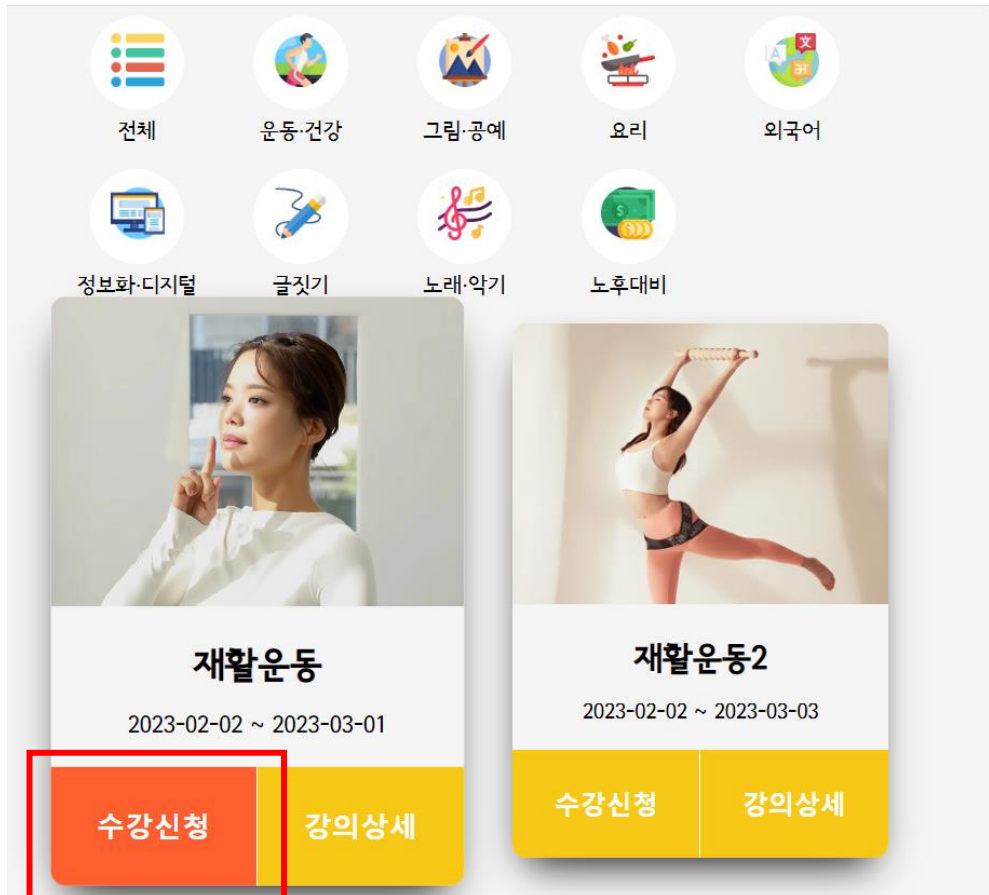 전체
운동·건강
그림·공예
요리
외국어
정보화·디지털
글짓기
노래·악기
노후대비
재활운동
2023-02-02 ~ 2023-03-01
수강신청
강의상세
재활운동2
2023-02-02 ~ 2023-03-03
수강신청
강의상세